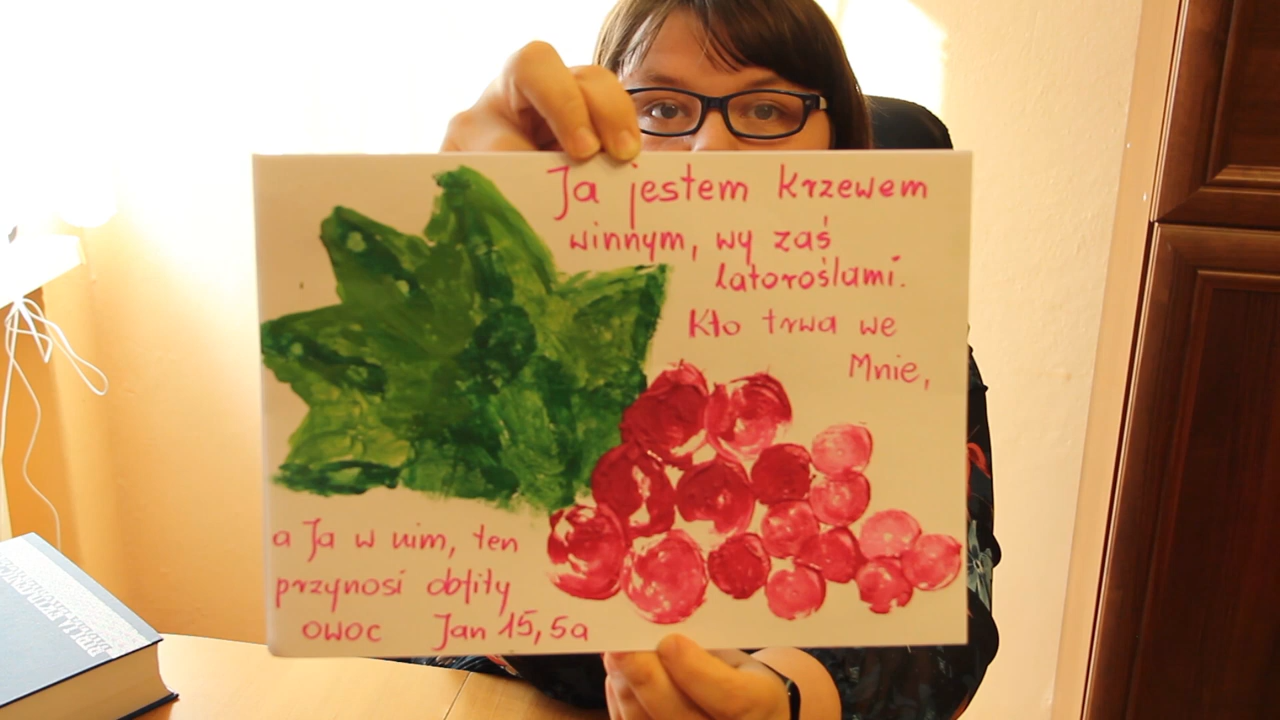 Ja jestem krzewem
winnym, wy zaś
latoroślami.
Kto trwa we
Mnie,
a Ja w nim, ten
przynosi obfity
owoc Jan 15,5a